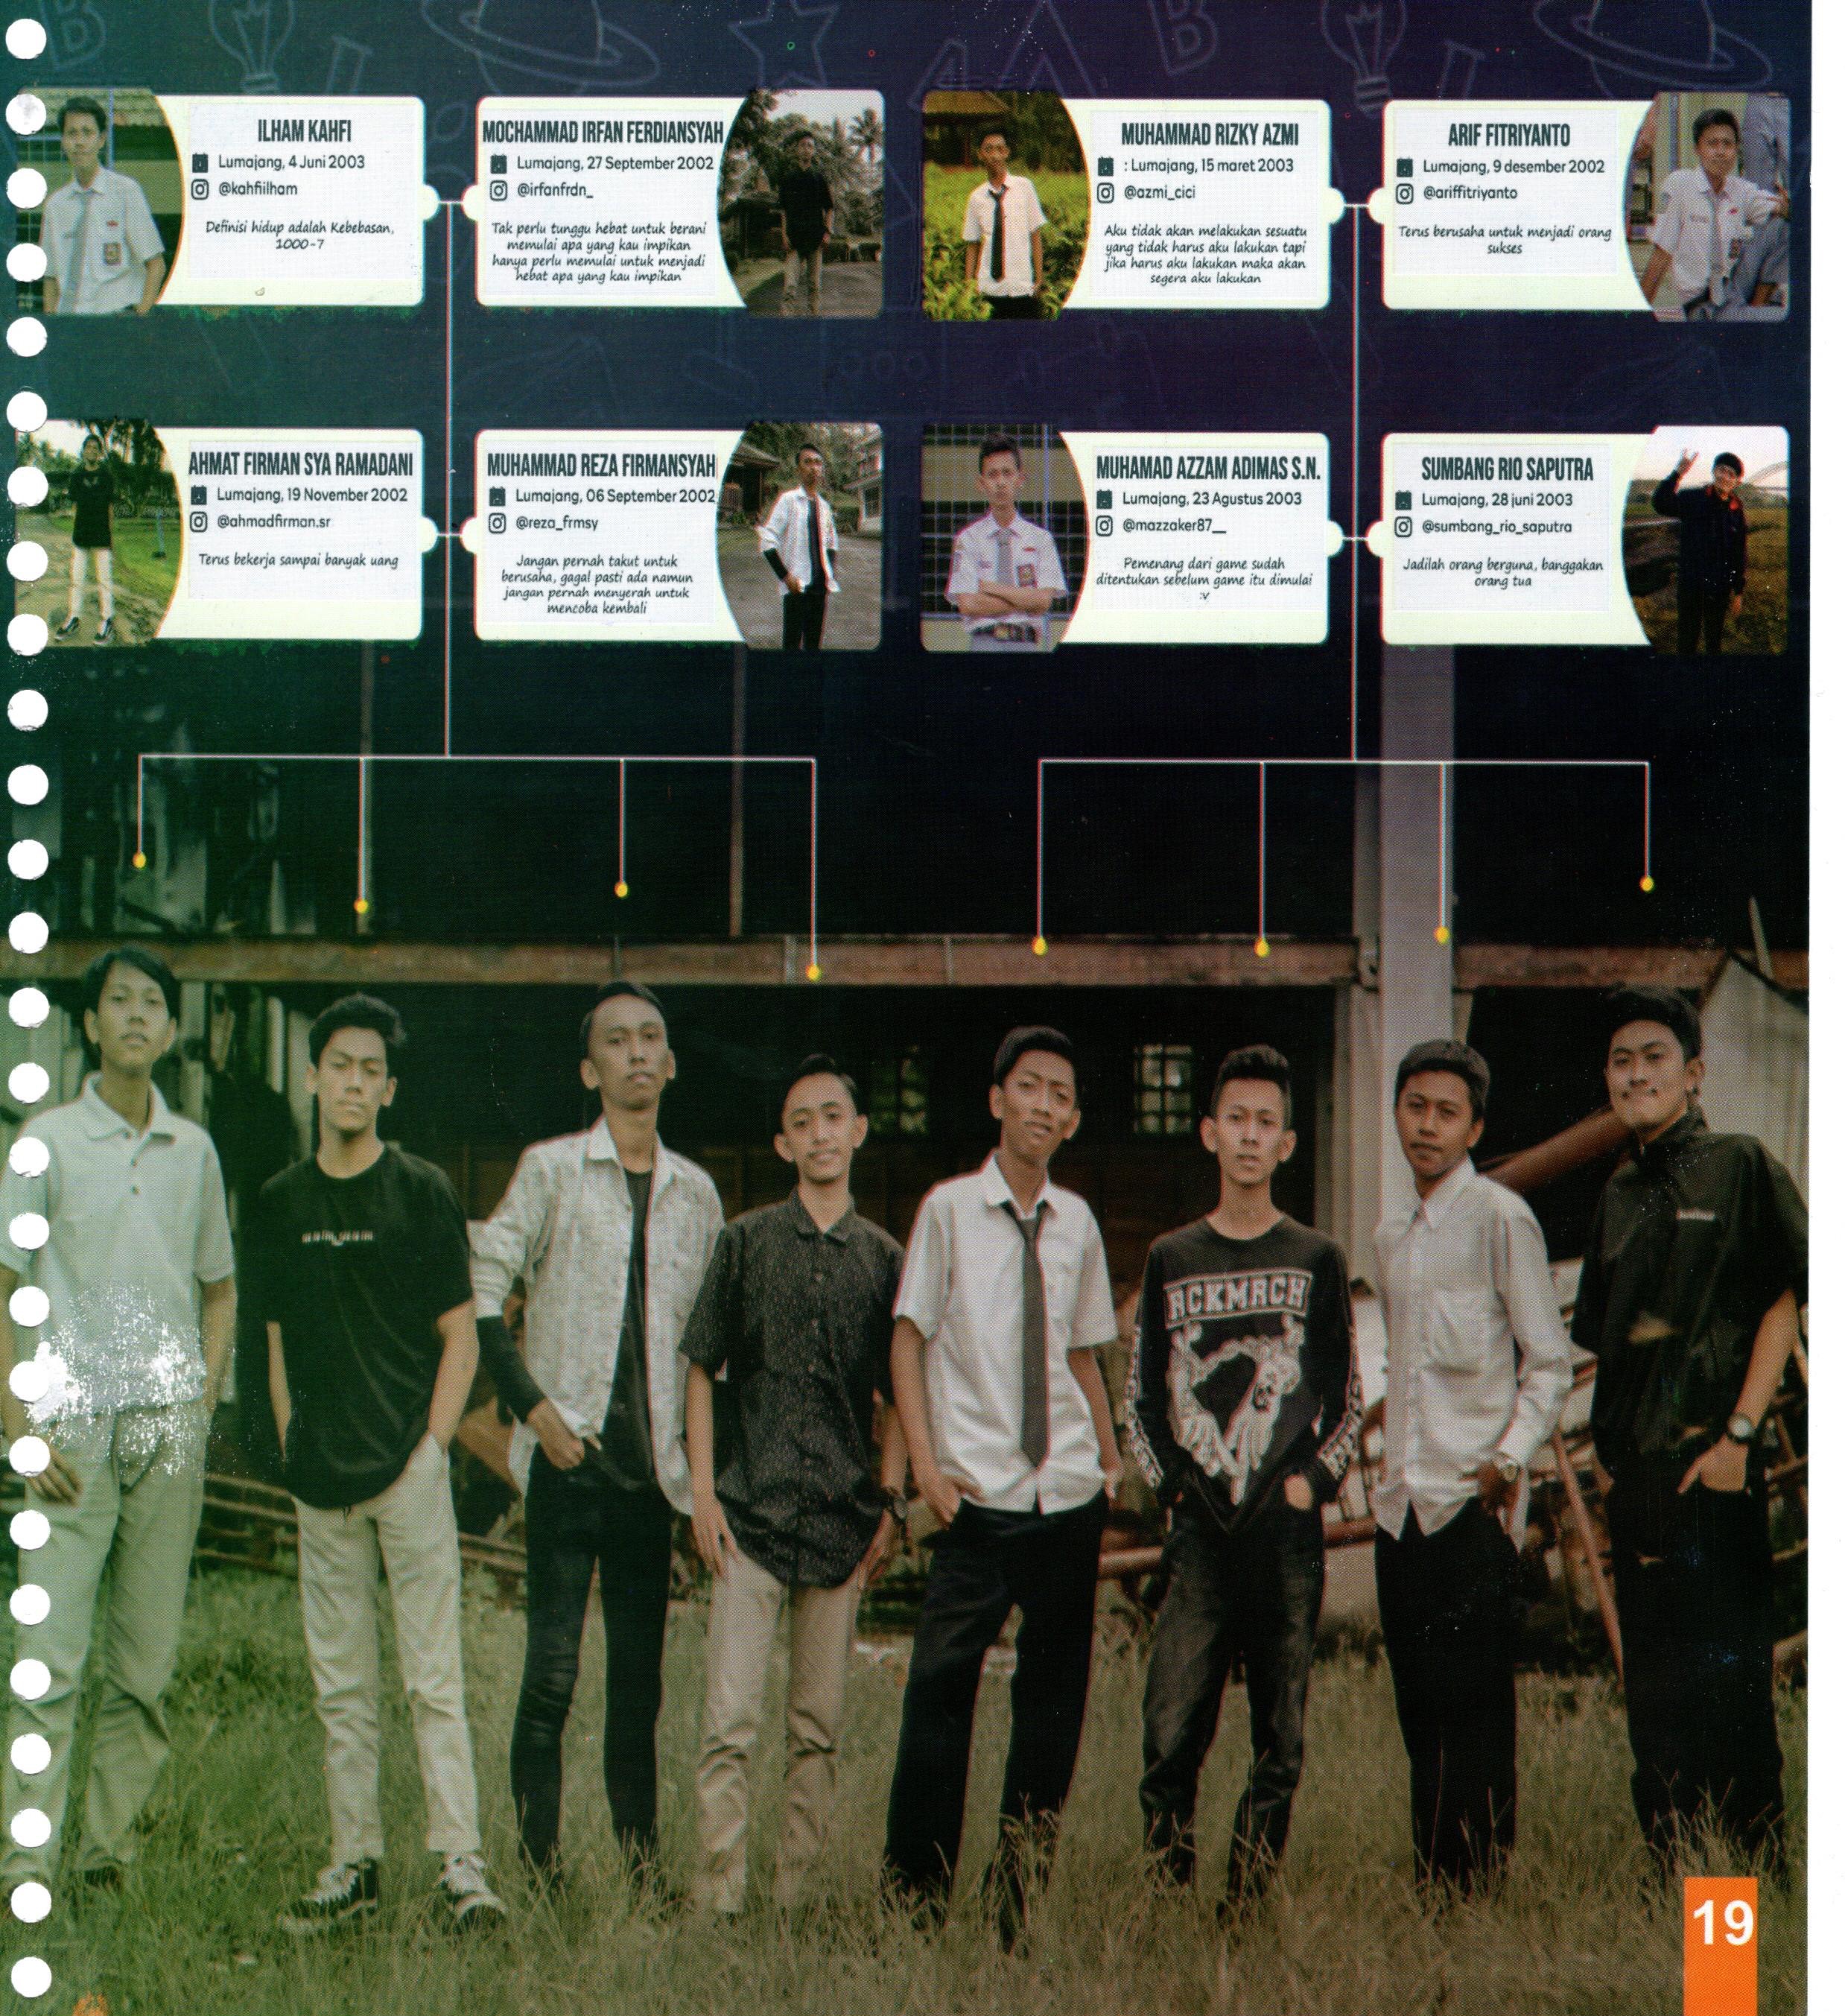 ILHAM KAHFI
Lumajang, 4 Juni 2003
@kahfiilham
Definisi hidup adalah Kebebasan,
1000-7
MOCHAMMAD IRFAN FERDIANSYAH
Lumajang, 27 September 2002
@irfanfrdn_
Tak perlu tunggu hebat untuk berani
memulai apa yang kau impikan
hanya perlu memulai untuk menjadi
hebat apa yang kau impikan
MUHAMMAD RIZKY AZMI
: Lumajang, 15 maret 2003
@azmi_cici
Aku tidak akan melakukan sesuatu
yang tidak harus aku lakukan tapi
jika harus aku lakukan maka akan
segera aku lakukan
ARIF FITRIYANTO
Lumajang, 9 desember 2002
@ariffitriyanto
Terus berusaha untuk menjadi orang
sukses
AHMAT FIRMAN SYA RAMADANI
Lumajang, 19 November 2002
@ahmadfirman.sr
Terus bekerja sampai banyak uang
MUHAMMAD REZA FIRMANSYAH
Lumajang, 06 September 2002
@reza_frmsy
Jangan pernah takut untuk
berusaha, gagal pasti ada namun
jangan pernah menyerah untuk
mencoba kembali
MUHAMAD AZZAM ADIMAS S.N.
Lumajang, 23 Agustus 2003
@mazzaker87__
Pemenang dari game sudah
ditentukan sebelum game itu dimulai
:v
SUMBANG RIO SAPUTRA
Lumajang, 28 juni 2003
@sumbang_rio_saputra
Jadilah orang berguna, banggakan
orang tua
RCKMRCH
19